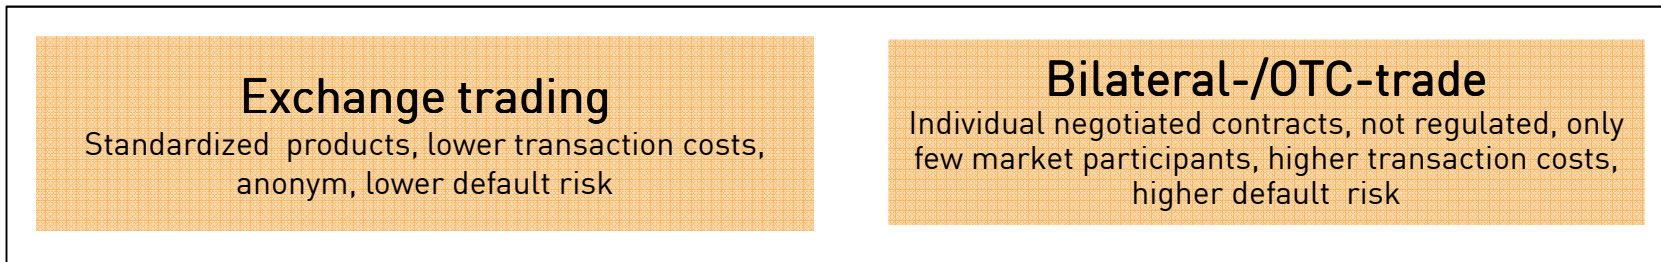 Exchange trading
Standardized products, lower transaction costs,
anonym, lower default risk
Bilateral-/OTC-trade
Individual negotiated contracts, not regulated, only
few market participants, higher transaction costs,
higher default risk